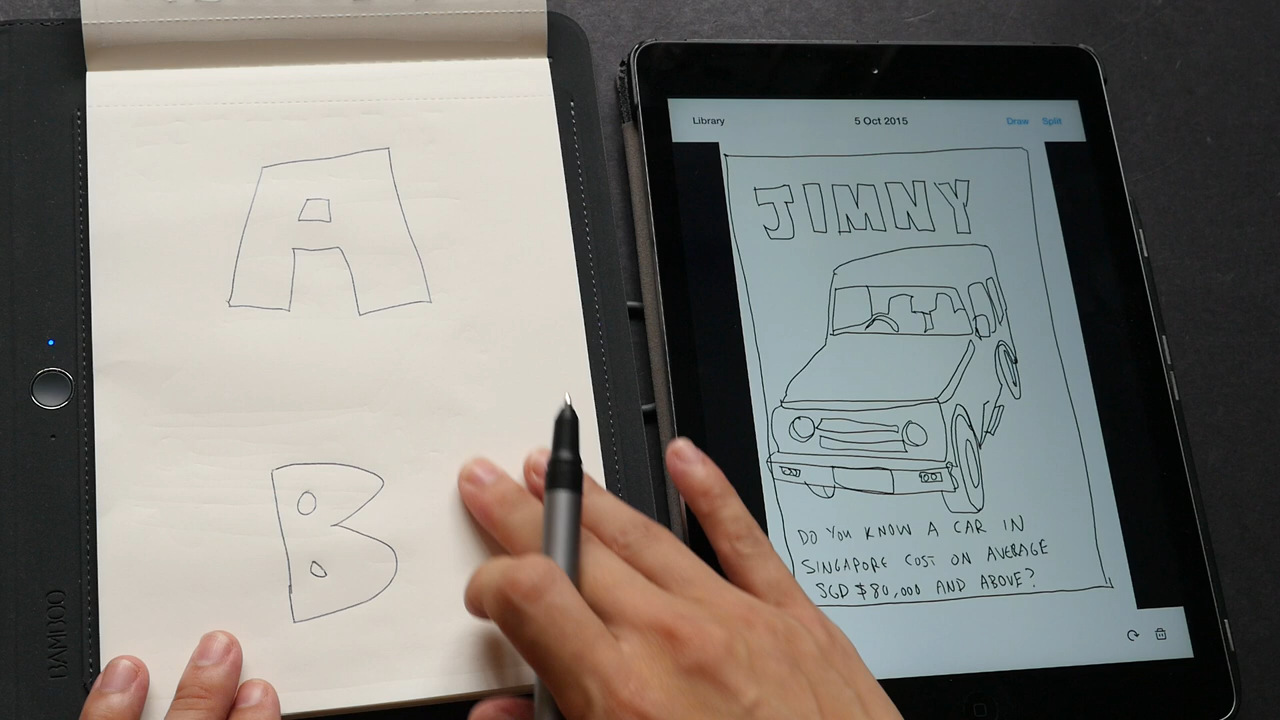 A
B
BAMBOO
Library
5 Oct 2015
Draw
Split
JIMNY
DO YOU KNOW A CAR IN
SINGAPORE COST ON AVERAGE
SGD $80,000 AND ABOVE?